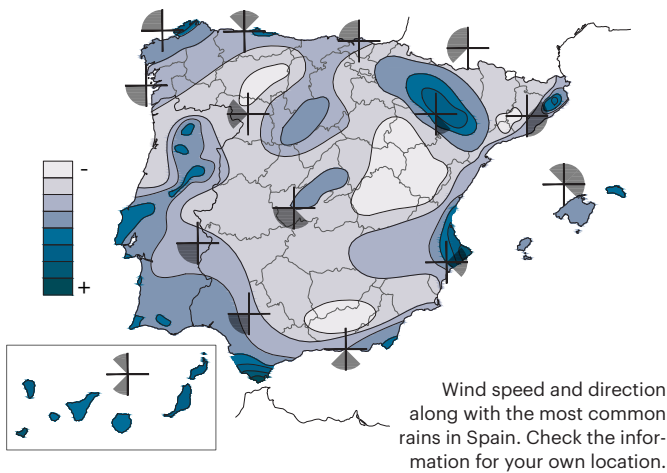 -
+
Wind speed and direction
along with the most common
rains in Spain. Check the infor-
mation for your own location.